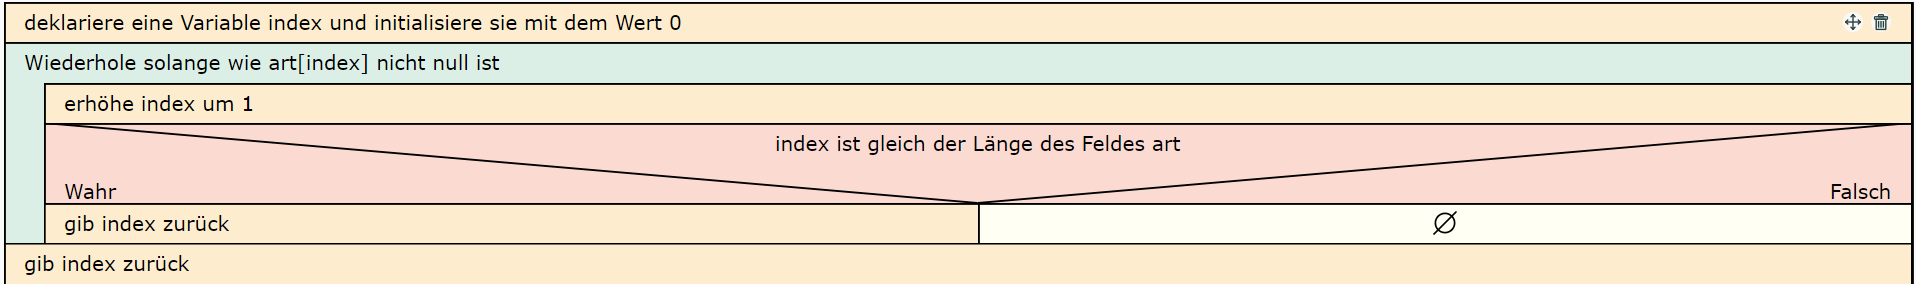 deklariere eine Variable index und initialisiere sie mit dem Wert 0
Wiederhole solange wie art[index] nicht null ist
erhöhe index um 1
index ist gleich der Länge des Feldes art
Wahr
Falsch
gib index zurück
∅
gib index zurück